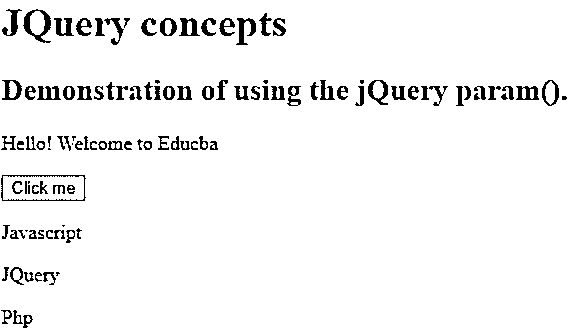 JQuery concepts
Demonstration of using the jQuery param().
Hello! Welcome to Educba
Click me
Javascript
JQuery
Php